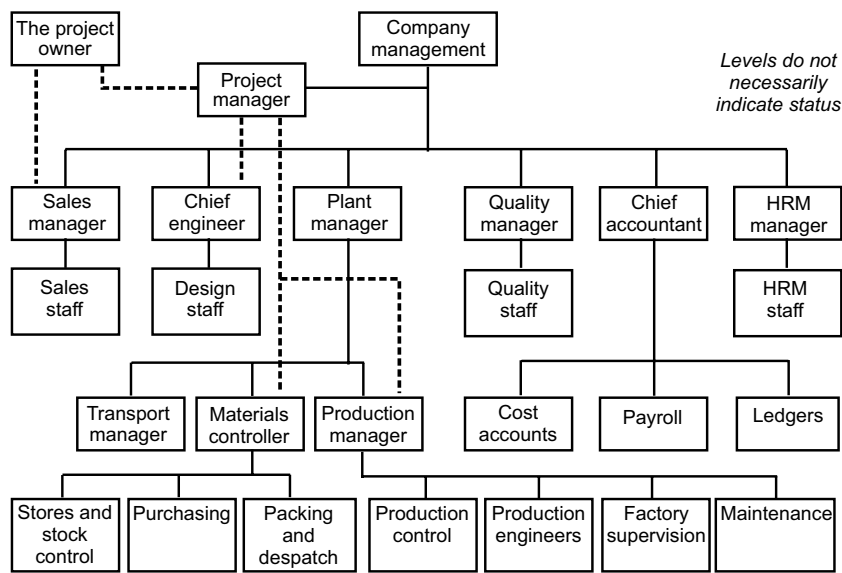 The project
owner
Company
management
Levels do not
necessarily
indicate status
Project
manager
Sales
manager
Chief
engineer
Plant
manager
Quality
manager
Chief
accountant
HRM
manager
Sales
staff
Design
staff
Quality
staff
HRM
staff
Transport
manager
Materials
controller
Production
manager
Cost
accounts
Payroll
Ledgers
Stores and
stock
control
Purchasing
Packing
and
despatch
Production
control
Production
engineers
Factory
supervision
Maintenance